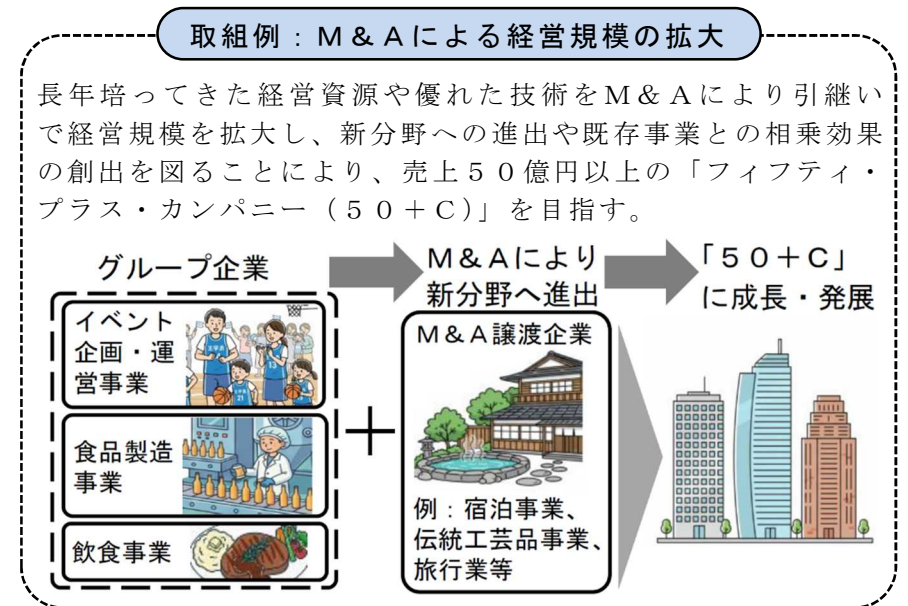 取組例：Ｍ＆Ａによる経営規模の拡大
長年培ってきた経営資源や優れた技術をＭ＆Ａにより引継い
で経営規模を拡大し、新分野への進出や既存事業との相乗効果
の創出を図ることにより、売上５０億円以上の「フィフティ・
プラス・カンパニー（５０＋Ｃ）」を目指す。
グループ企業
イベント
企画・運
営事業
食品製造
事業
飲食事業
＋
Ｍ＆Ａにより
新分野へ進出
Ｍ＆Ａ譲渡企業
例：宿泊事業、
伝統工芸品事業、
旅行業等
「５０＋Ｃ」
に成長・発展